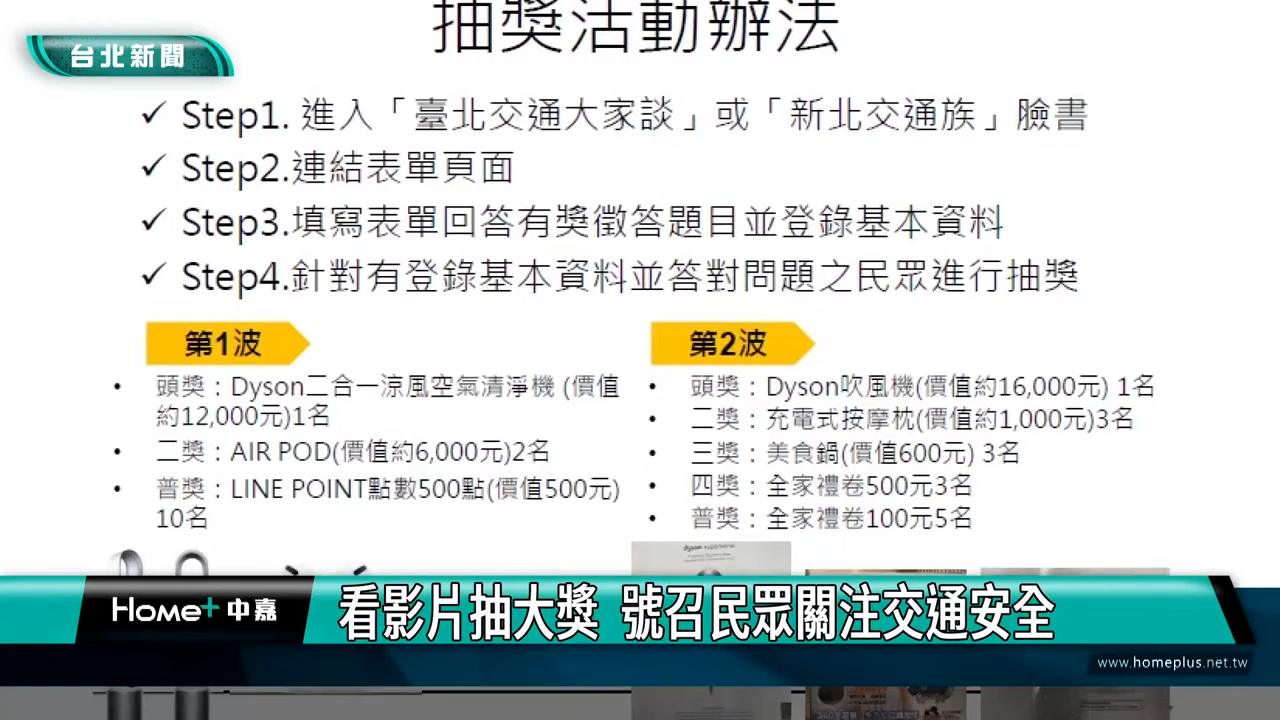 抽獎活動辦法
台北新聞
✓ Step1. 進入「臺北交通大家談」或「新北交通族」臉書
✓ Step2.連結表單頁面
✓ Step3.填寫表單回答有獎徵答題目並登錄基本資料
✓ Step4.針對有登錄基本資料並答對問題之民眾進行抽獎
第1波
• 頭獎：Dyson二合一涼風空氣清淨機 (價值
約12,000元)1名
• 二獎：AIR POD(價值約6,000元)2名
• 普獎：LINE POINT點數500點(價值500元)
10名
第2波
• 頭獎：Dyson吹風機(價值約16,000元) 1名
• 二獎：充電式按摩枕(價值約1,000元)3名
• 三獎：美食鍋(價值600元) 3名
• 四獎：全家禮卷500元3名
• 普獎：全家禮卷100元5名
Home+中嘉
看影片抽大獎 號召民眾關注交通安全
www.homeplus.net.tw